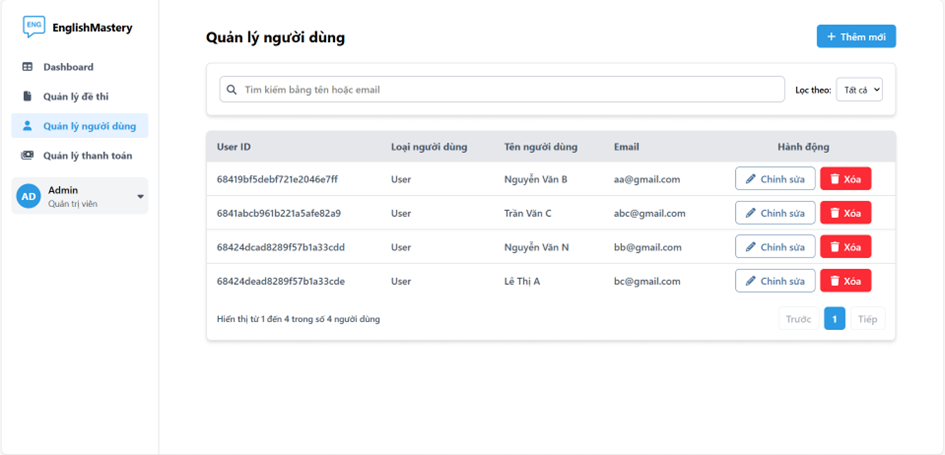 ENG
EnglishMastery
Dashboard
Quản lý đề thi
Quản lý người dùng
Quản lý thanh toán
AD
Admin
Quản trị viên
Quản lý người dùng
+ Thêm mới
Tìm kiếm bằng tên hoặc email
Lọc theo: Tất cả
User ID Loại người dùng Tên người dùng Email Hành động
68419bf5debf721e2046e7ff User Nguyễn Văn B aa@gmail.com Chỉnh sửa Xóa
6841abcb961b221a5afe82a9 User Trần Văn C abc@gmail.com Chỉnh sửa Xóa
68424dcad8289f57b1a33cdd User Nguyễn Văn N bb@gmail.com Chỉnh sửa Xóa
68424dead8289f57b1a33cde User Lê Thị A bc@gmail.com Chỉnh sửa Xóa
Hiển thị từ 1 đến 4 trong số 4 người dùng
Trước 1 Tiếp